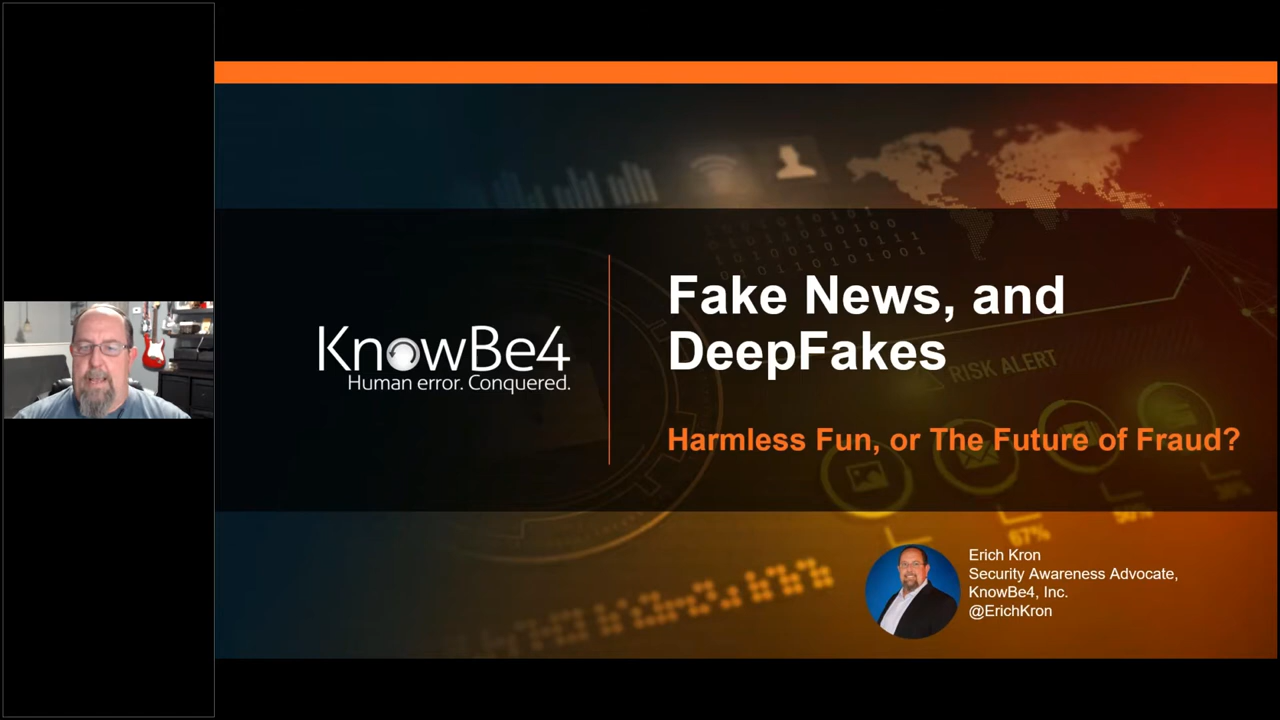 KnowBe4
Human error. Conquered.
Fake News, and
DeepFakes
Harmless Fun, or The Future of Fraud?
RISK ALERT
67%
Erich Kron
Security Awareness Advocate,
KnowBe4, Inc.
@ErichKron